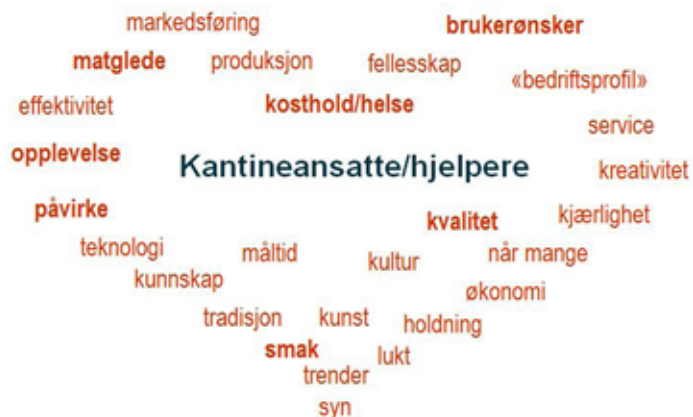 markedsføring
brukerønsker
matglede
produksjon
fellesskap
«bedriftsprofil»
effektivitet
kosthold/helse
service
opplevelse
Kantineansatte/hjelpere
kreativitet
påvirke
kvalitet
kjærlighet
teknologi
måltid
kultur
når mange
kunnskap
økonomi
tradisjon
kunst
holdning
smak
lukt
trender
syn